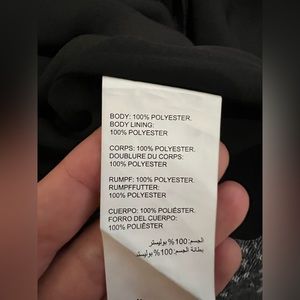 BODY: 100% POLYESTER.
BODY LINING:
100% POLYESTER
CORPS: 100% POLYESTER.
DOUBLURE DU CORPS:
100% POLYESTER
RUMPF: 100% POLYESTER.
RUMPFFUTTER:
100% POLYESTER
CUERPO: 100% POLIÉSTER.
FORRO DEL CUERPO:
100% POLIÉSTER
الجسم: 100% بوليستر
بطانة الجسم: 100% بوليستر